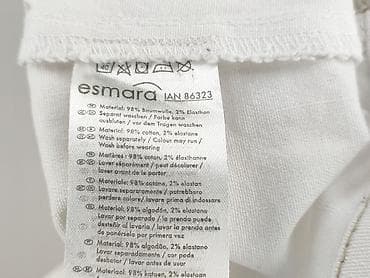 esmara IAN 86323
Material: 98% Baumwolle, 2% Elasthan
Separat waschen / Farbe kann
ausbluten / vor dem Tragen waschen
Material: 98% cotton, 2% elastane
Wash separately / Colour may run /
Wash before wearing
Matières: 98% coton, 2% élasthanne
Laver séparément / peut décolorer /
laver avant de la porter
Materiale: 98% cotone, 2% elastan
Lavare separatamente / potrebbero
perdere colore/ lavare prima di indossare
Material: 98% algodón, 2% elastano
Lavar por separado / la prenda puede
desteñir/ lavar la prenda antes
de ponérsela por primera vez
Material: 98% algodão, 2% elastano
Lavar separadamente / cor pode
desbotar / lavar antes de usar
Materiaal: 98% katoen, 2% elastaan